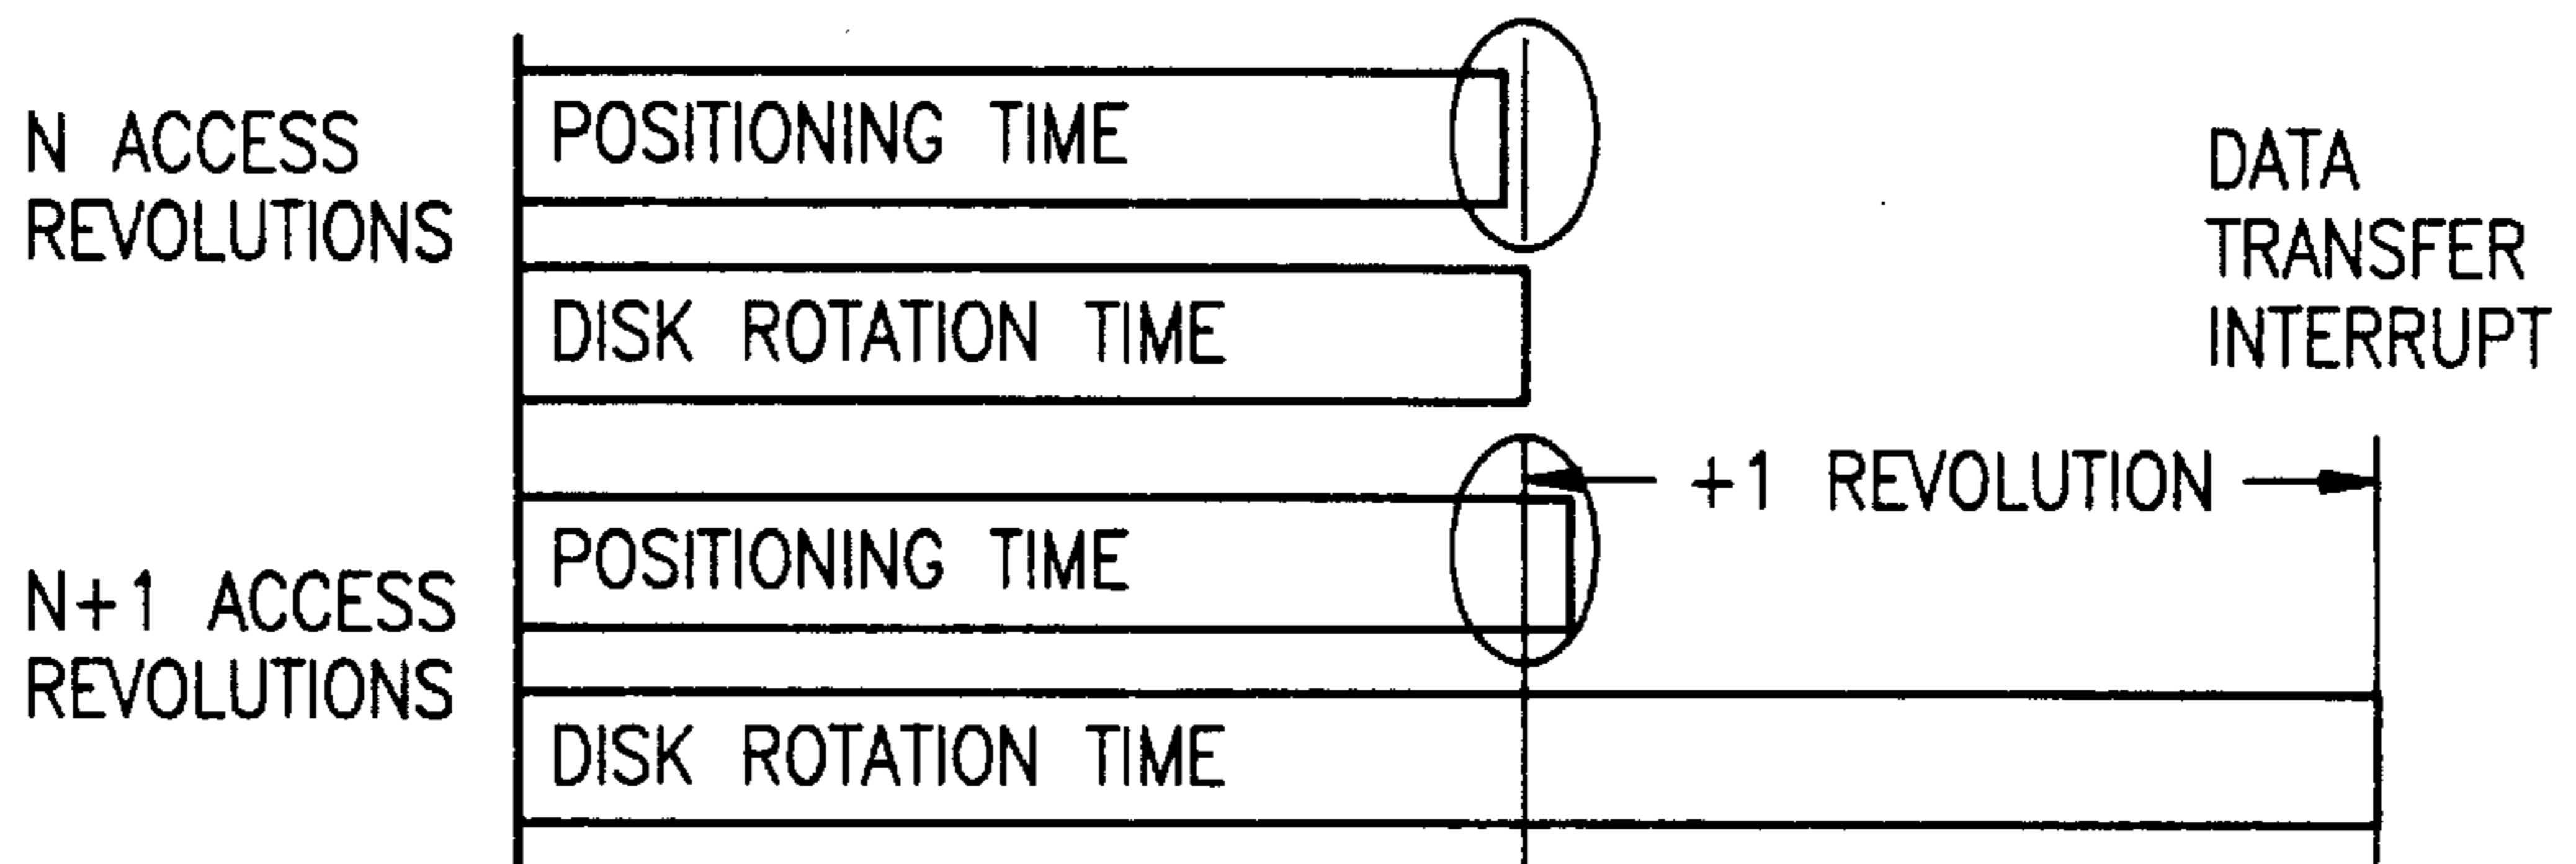 N ACCESS
REVOLUTIONS
POSITIONING TIME
DISK ROTATION TIME
DATA
TRANSFER
INTERRUPT
+1 REVOLUTION
N+1 ACCESS
REVOLUTIONS
POSITIONING TIME
DISK ROTATION TIME